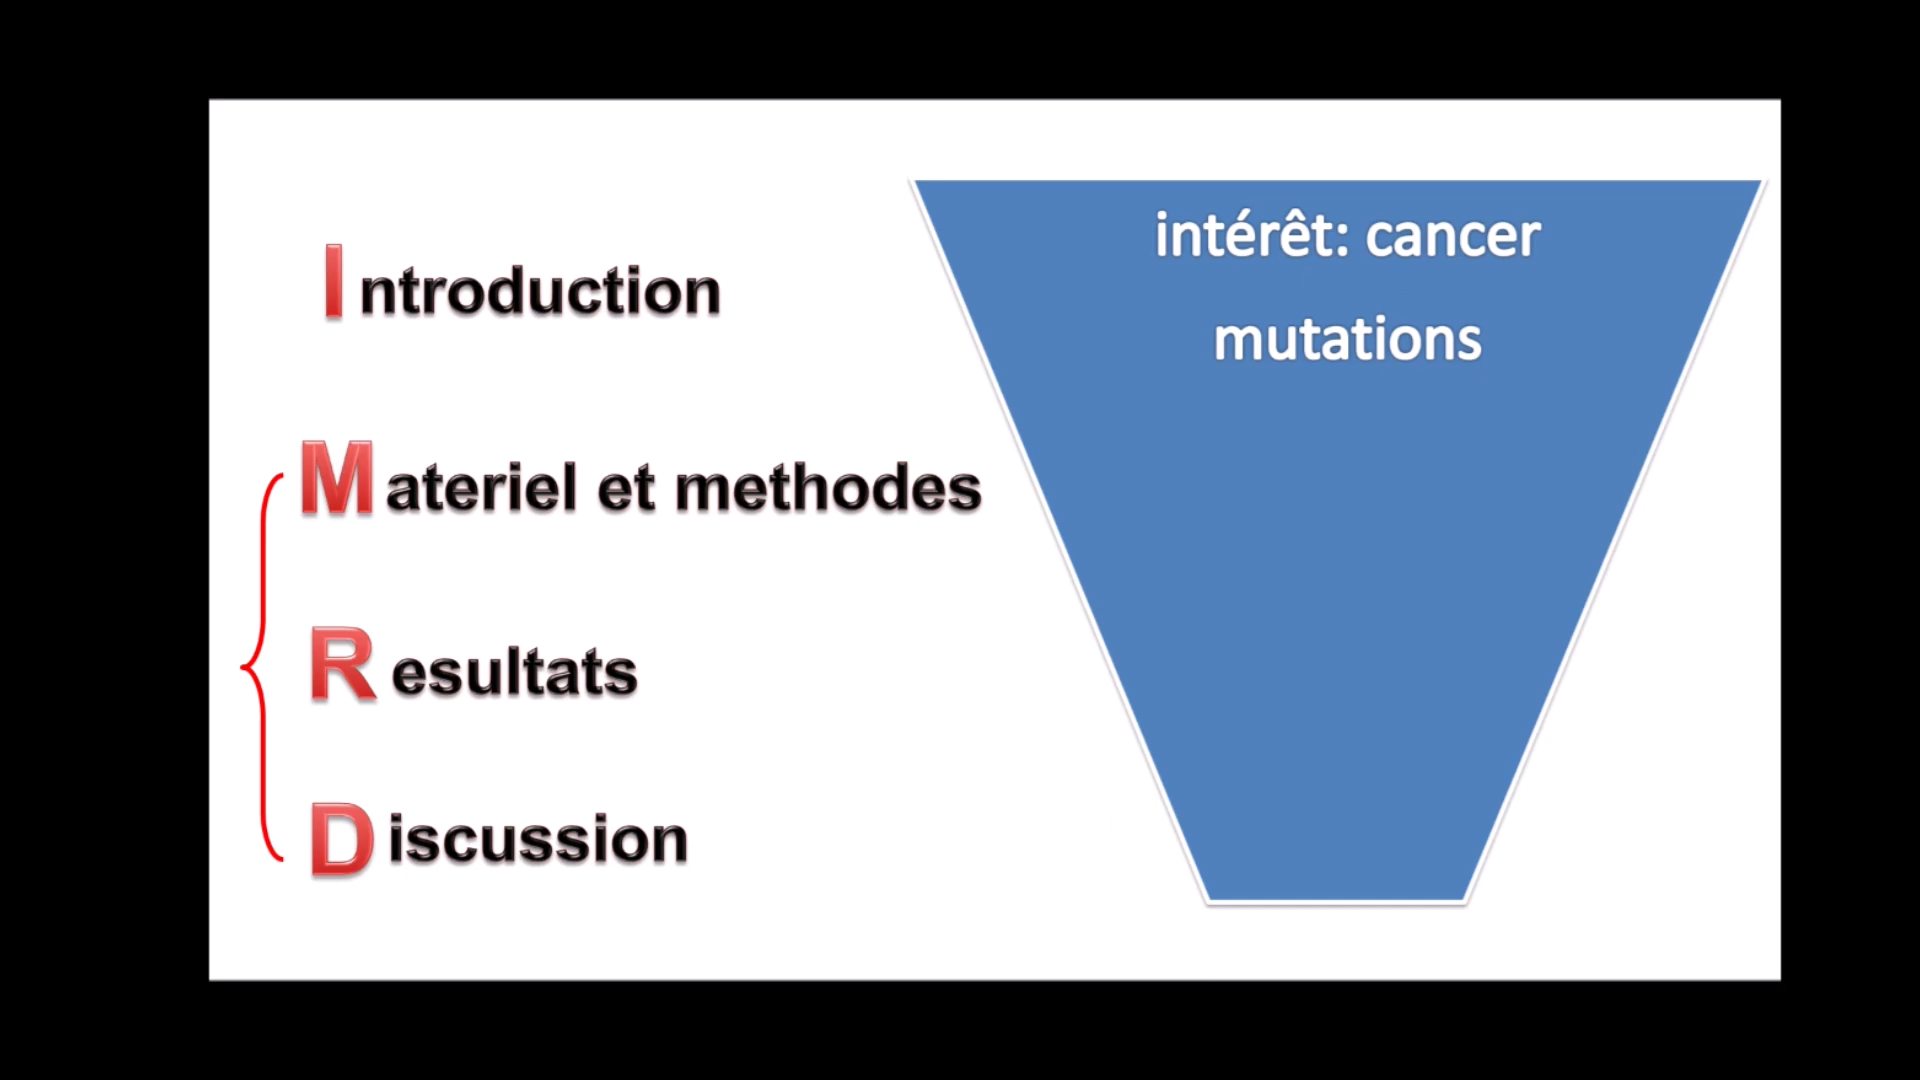 Introduction
Materiel et methodes
Resultats
Discussion
intérêt: cancer
mutations